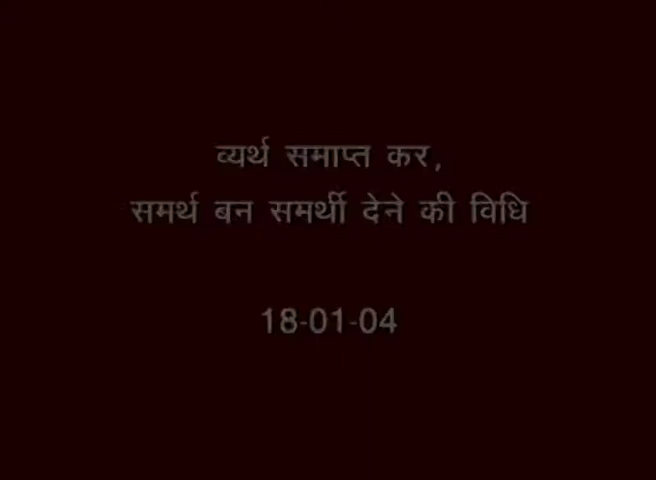 व्यर्थ समाप्त कर,
समर्थ बन समर्थी देने की विधि
18-01-04